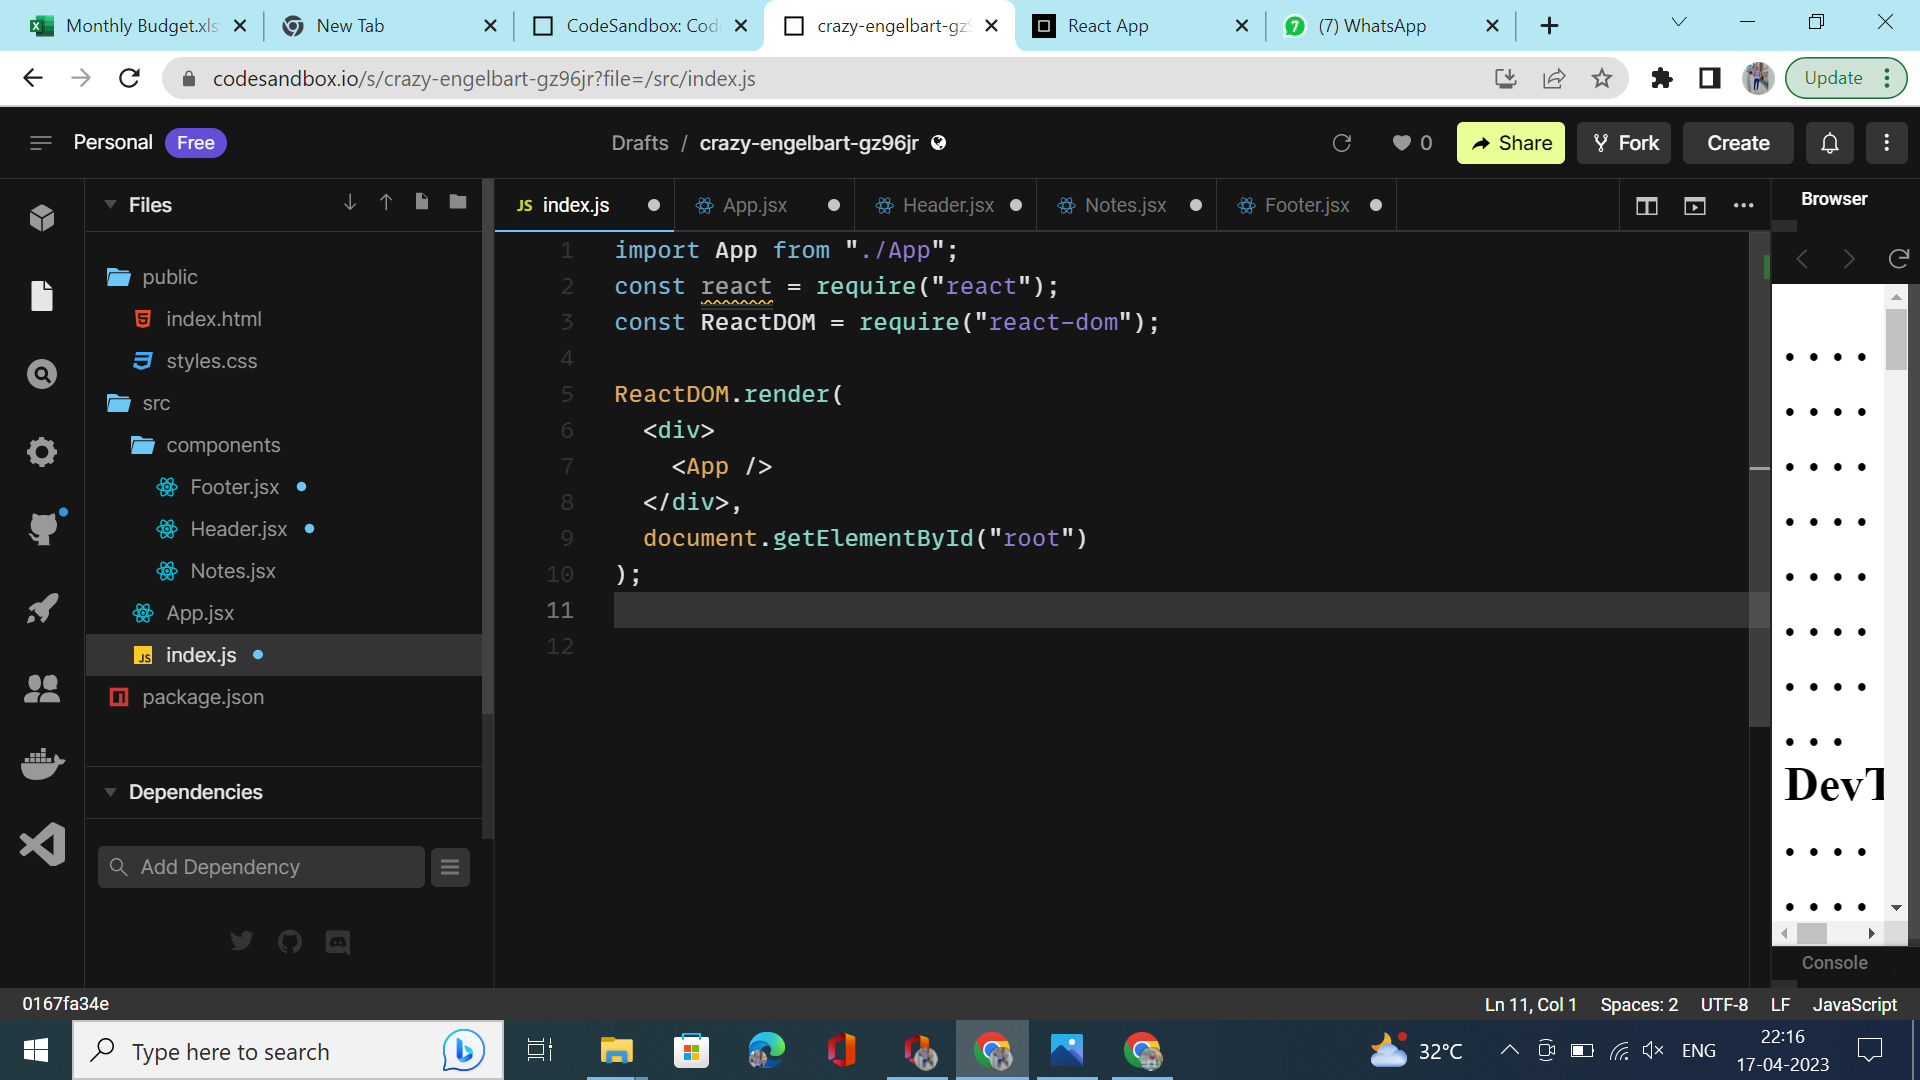 Monthly Budget.xls
New Tab
CodeSandbox: Cod
crazy-engelbart-gz9
React App
(7) WhatsApp
codesandbox.io/s/crazy-engelbart-gz96jr?file=/src/index.js
Update
Personal Free
Drafts / crazy-engelbart-gz96jr
0
Share
Fork
Create
Files
public
index.html
styles.css
src
components
Footer.jsx
Header.jsx
Notes.jsx
App.jsx
JS index.js
package.json
Dependencies
Add Dependency
JS index.js
App.jsx
Header.jsx
Notes.jsx
Footer.jsx
1 import App from "./App";
2 const react = require("react");
3 const ReactDOM = require("react-dom");
4
5 ReactDOM.render(
6 <div>
7 <App />
8 </div>,
9 document.getElementById("root")
10 );
11
12
Browser
DevT
Console
0167fa34e
Ln 11, Col 1 Spaces: 2 UTF-8 LF JavaScript
Type here to search
32°C
ENG
22:16
17-04-2023